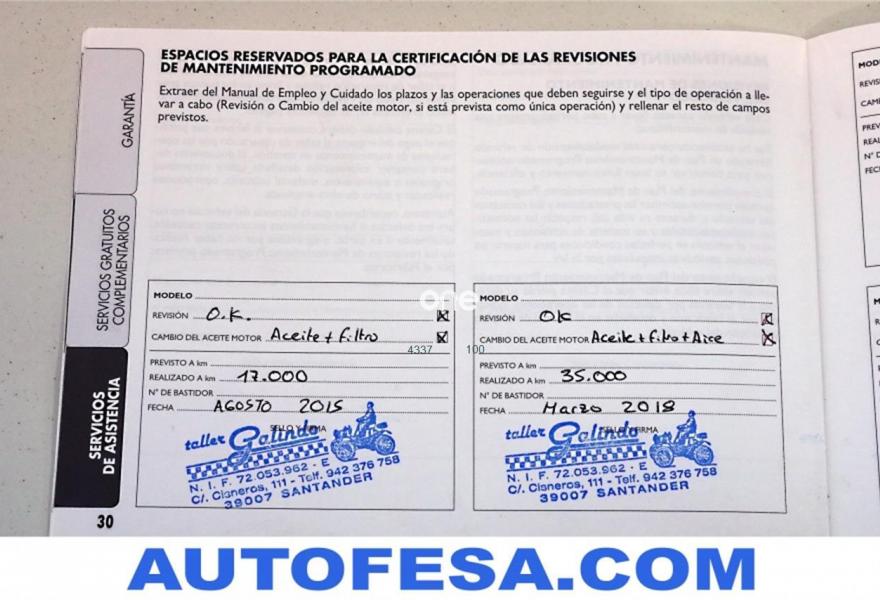 ESPACIOS RESERVADOS PARA LA CERTIFICACIÓN DE LAS REVISIONES
DE MANTENIMIENTO PROGRAMADO
Extraer del Manual de Empleo y Cuidado los plazos y las operaciones que deben seguirse y el tipo de operación a lle-
var a cabo (Revisión o Cambio del aceite motor, si está prevista como única operación) y rellenar el resto de campos
previstos.
GARANTÍA
SERVICIOS GRATUITOS
COMPLEMENTARIOS
SERVICIOS
DE ASISTENCIA
30
MODELO
REVISIÓN O.K.
CAMBIO DEL ACEITE MOTOR Aceite + filtro
PREVISTO A km
REALIZADO A km 17.000
N° DE BASTIDOR
FECHA AGOSTO 2015
SELLO Y FIRMA
taller Galindo
N. I. F. 72.053.962 - E
C/. Cisneros, 111 - Telf. 942 376 758
39007 SANTANDER
one
4337 100
MODELO
REVISIÓN OK
CAMBIO DEL ACEITE MOTOR Aceite + filtro + Aire
PREVISTO A km
REALIZADO A km 35.000
N° DE BASTIDOR
FECHA Marzo 2018
taller Galindo
N. I. F. 72.053.962 - E
C/. Cisneros, 111 - Telf. 942 376 758
39007 SANTANDER
AUTOFESA.COM